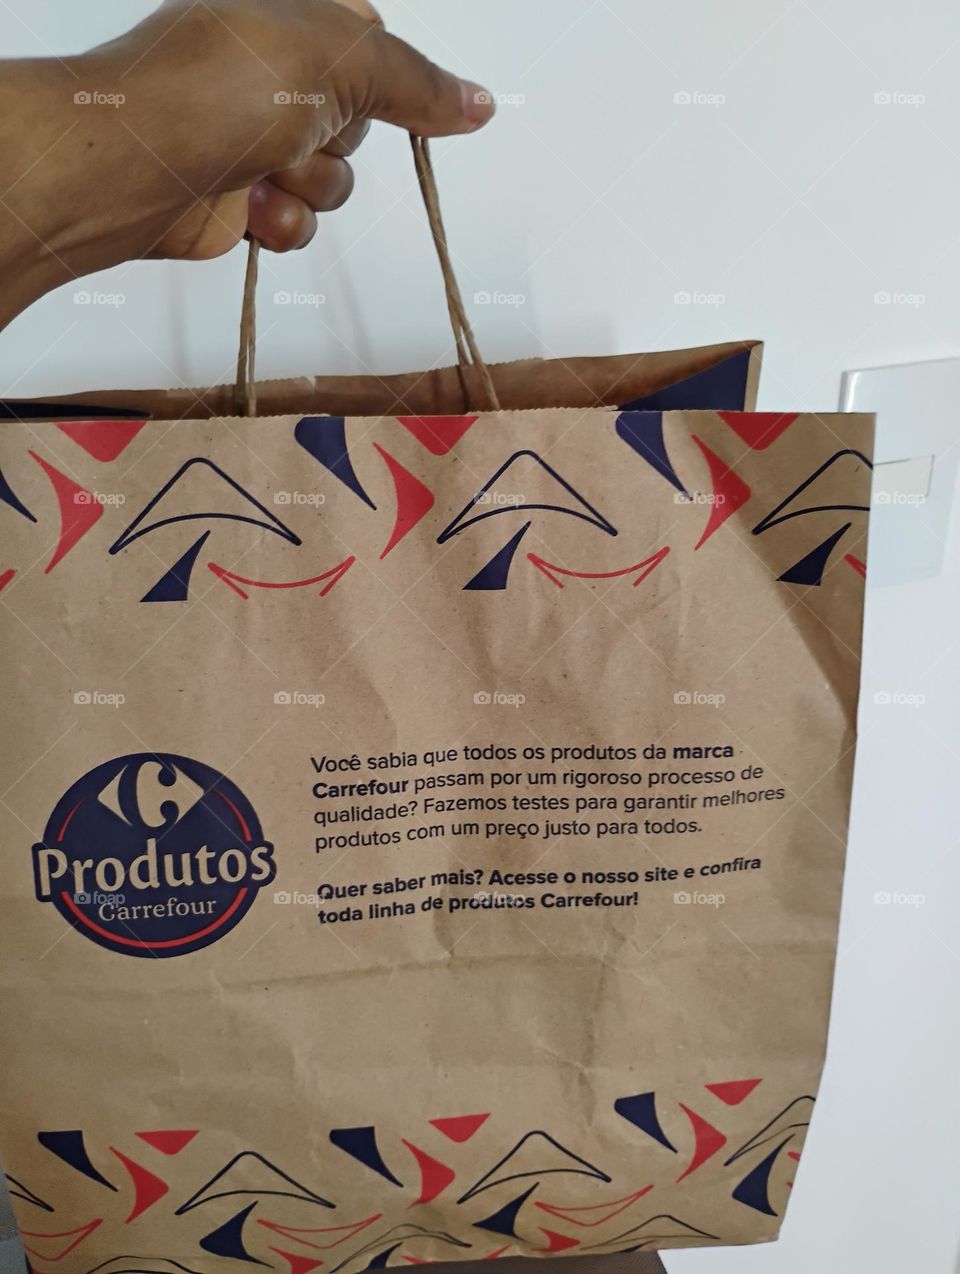 Você sabia que todos os produtos da marca
Carrefour passam por um rigoroso processo de
qualidade? Fazemos testes para garantir melhores
produtos com um preço justo para todos.
Quer saber mais? Acesse o nosso site e confira
toda linha de produtos Carrefour!
Produtos
Carrefour
foap